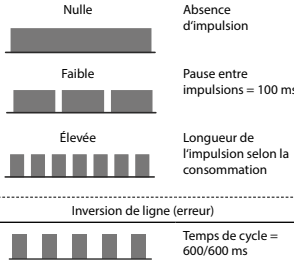 Nulle
Absence
d'impulsion
Faible
Pause entre
impulsions = 100 ms
Élevée
Longueur de
l'impulsion selon la
consommation
Inversion de ligne (erreur)
Temps de cycle =
600/600 ms